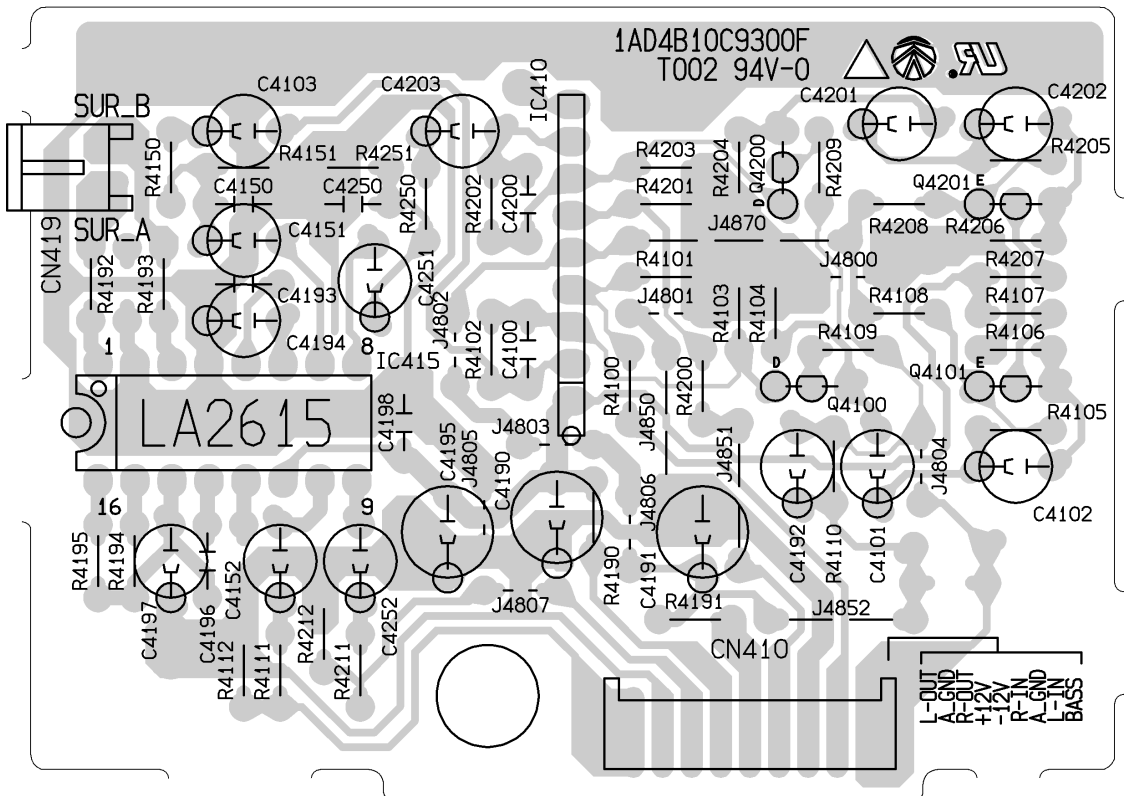 1AD4B10C9300F
T002 94V-0
UR
IC410
C4103
C4203
C4201
C4202
SUR_B
R4150
R4151
R4251
R4203
R4204
Q4200
R4209
R4205
C4150
C4250
R4250
R4202
C4200
R4201
D
Q4201
E
SUR_A
C4151
J4870
R4208
R4206
CN419
R4192
R4193
C4251
R4101
J4800
R4207
C4193
J4802
J4801
R4103
R4104
R4108
R4107
C4194
R4102
C4100
R4109
R4106
1
8
IC415
D
Q4101
E
R4100
R4200
Q4100
LA2615
C4198
J4850
R4105
J4803
C4195
J4805
C4190
J4851
J4804
J4806
16
9
C4102
R4195
R4194
C4152
R4190
C4191
C4192
R4110
C4101
C4197
C4196
R4212
C4252
J4807
R4191
J4852
R4112
R4111
R4211
CN410
L-OUT
A_GND
R-OUT
+12V
-12V
R-IN
A_GND
L-IN
BASS